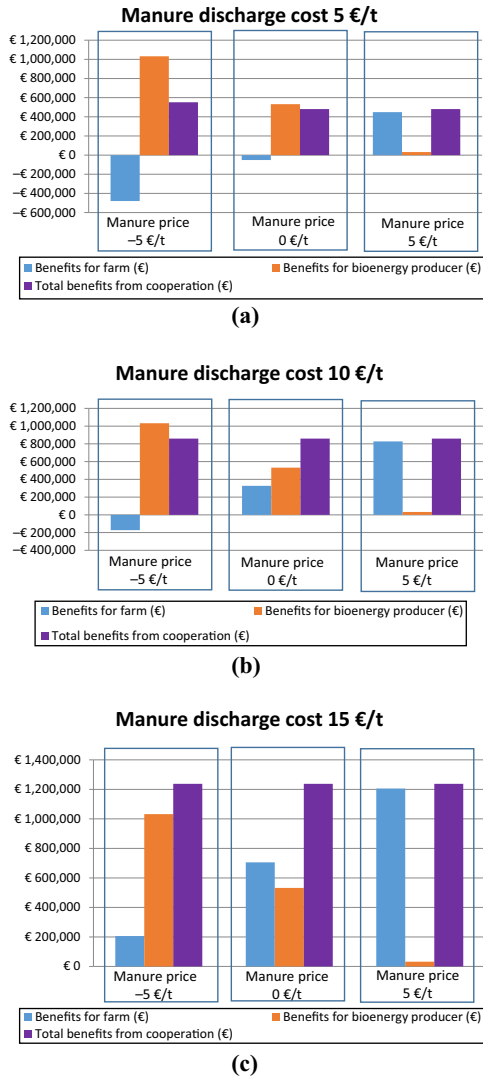 Manure discharge cost 5 €/t
€ 1,200,000
€ 1,000,000
€ 800,000
€ 600,000
€ 400,000
€ 200,000
€ 0
–€ 200,000
–€ 400,000
–€ 600,000
Manure price
–5 €/t
Manure price
0 €/t
Manure price
5 €/t
Benefits for farm (€)
Benefits for bioenergy producer (€)
Total benefits from cooperation (€)
(a)
Manure discharge cost 10 €/t
€ 1,200,000
€ 1,000,000
€ 800,000
€ 600,000
€ 400,000
€ 200,000
€ 0
–€ 200,000
–€ 400,000
Manure price
–5 €/t
Manure price
0 €/t
Manure price
5 €/t
Benefits for farm (€)
Benefits for bioenergy producer (€)
Total benefits from cooperation (€)
(b)
Manure discharge cost 15 €/t
€ 1,400,000
€ 1,200,000
€ 1,000,000
€ 800,000
€ 600,000
€ 400,000
€ 200,000
€ 0
Manure price
–5 €/t
Manure price
0 €/t
Manure price
5 €/t
Benefits for farm (€)
Benefits for bioenergy producer (€)
Total benefits from cooperation (€)
(c)